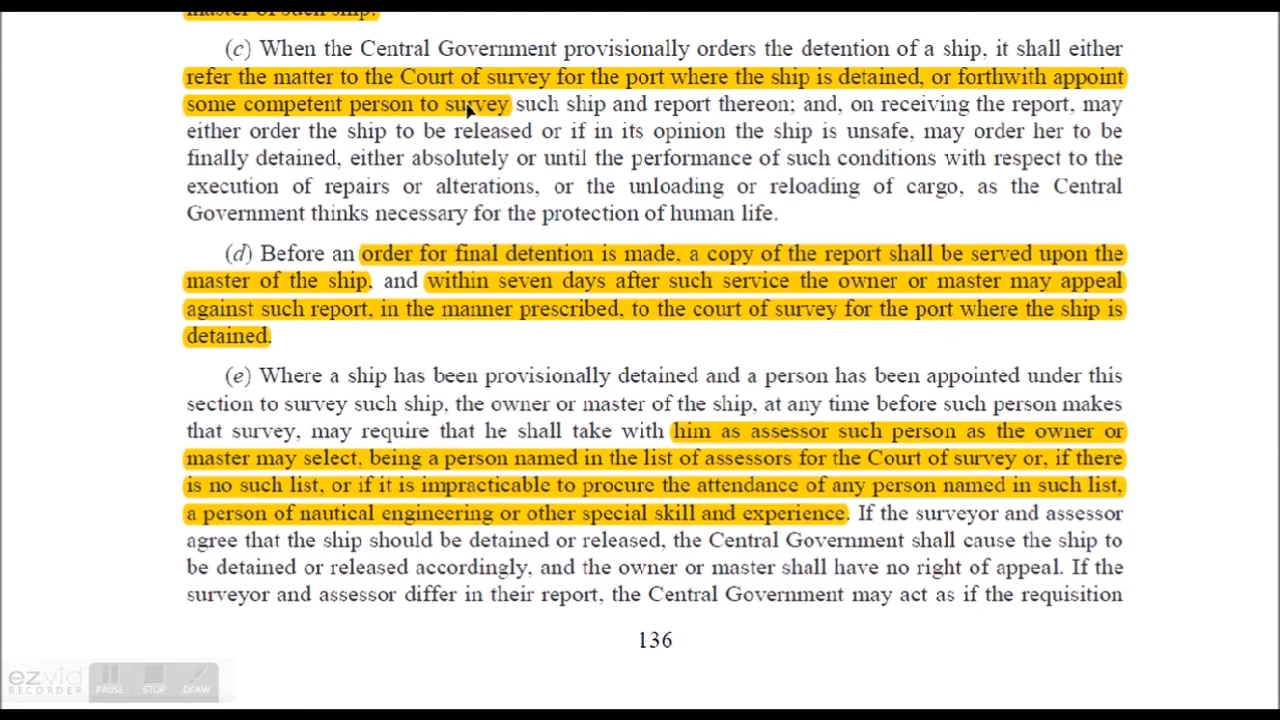 master of such ship.
(c) When the Central Government provisionally orders the detention of a ship, it shall either
refer the matter to the Court of survey for the port where the ship is detained, or forthwith appoint
some competent person to survey such ship and report thereon; and, on receiving the report, may
either order the ship to be released or if in its opinion the ship is unsafe, may order her to be
finally detained, either absolutely or until the performance of such conditions with respect to the
execution of repairs or alterations, or the unloading or reloading of cargo, as the Central
Government thinks necessary for the protection of human life.
(d) Before an order for final detention is made, a copy of the report shall be served upon the
master of the ship, and within seven days after such service the owner or master may appeal
against such report, in the manner prescribed, to the court of survey for the port where the ship is
detained.
(e) Where a ship has been provisionally detained and a person has been appointed under this
section to survey such ship, the owner or master of the ship, at any time before such person makes
that survey, may require that he shall take with him as assessor such person as the owner or
master may select, being a person named in the list of assessors for the Court of survey or, if there
is no such list, or if it is impracticable to procure the attendance of any person named in such list,
a person of nautical engineering or other special skill and experience. If the surveyor and assessor
agree that the ship should be detained or released, the Central Government shall cause the ship to
be detained or released accordingly, and the owner or master shall have no right of appeal. If the
surveyor and assessor differ in their report, the Central Government may act as if the requisition
136
ezvid
RECORDER
PAUSE STOP DRAW